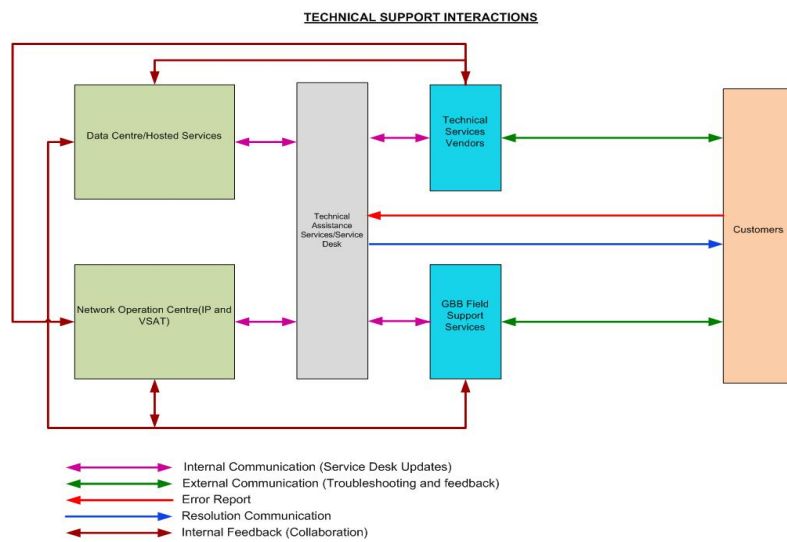 TECHNICAL SUPPORT INTERACTIONS
Data Centre/Hosted Services
Technical
Services
Vendors
Technical
Assistance
Services/Service
Desk
Customers
Network Operation Centre(IP and
VSAT)
GBB Field
Support
Services
Internal Communication (Service Desk Updates)
External Communication (Troubleshooting and feedback)
Error Report
Resolution Communication
Internal Feedback (Collaboration)